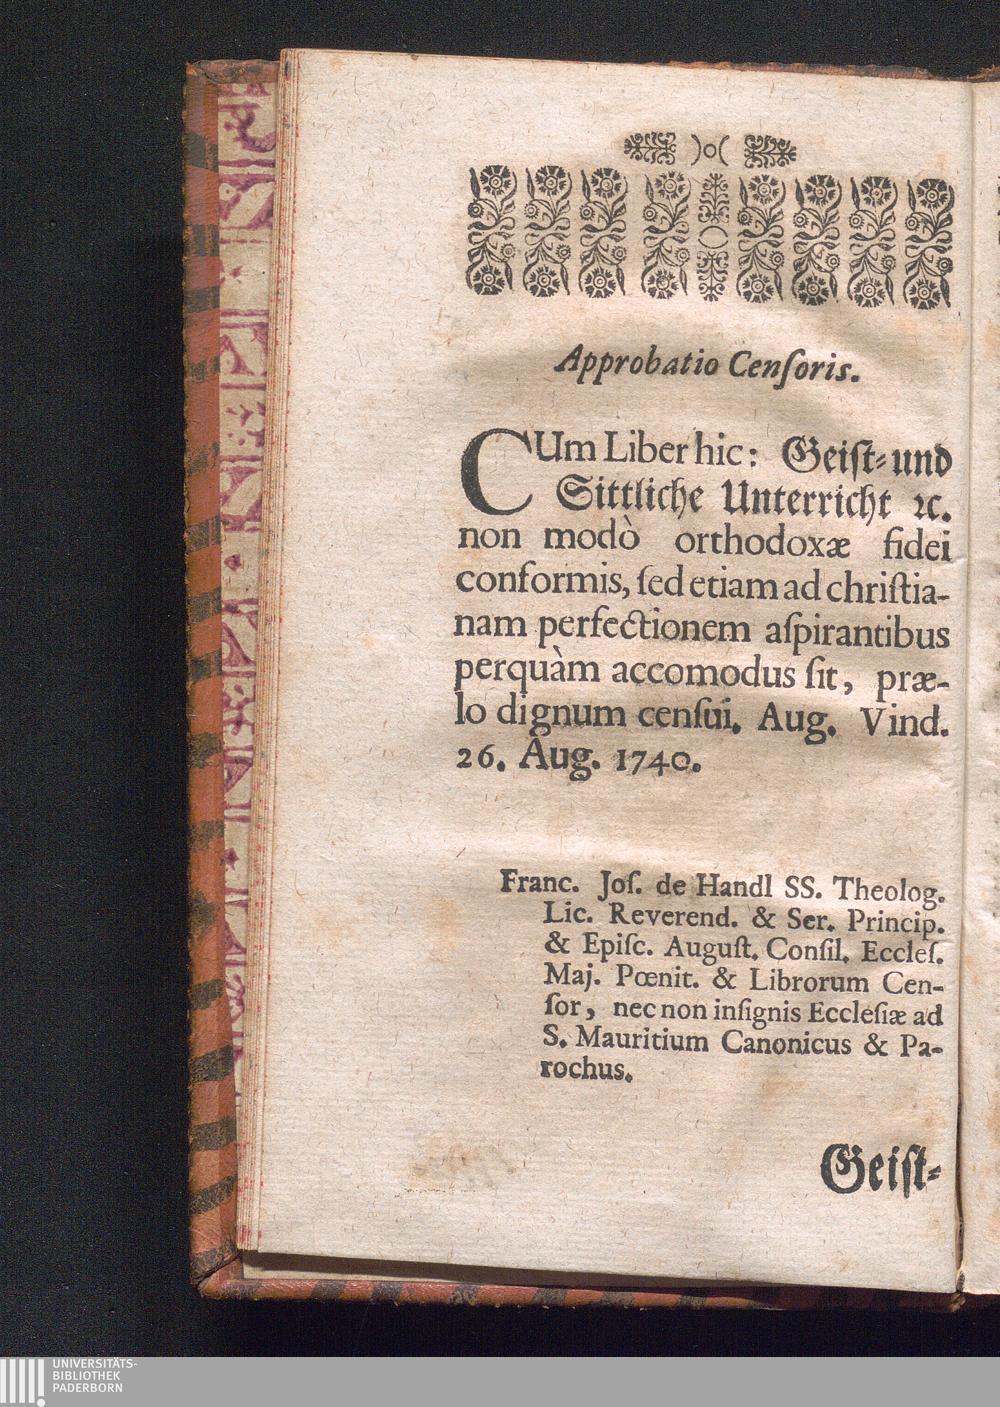 )o(
Approbatio Cenſoris.
CUm Liber hic: Geiſt- und
Sittliche Unterricht ꝛc.
non modò orthodoxæ fidei
conformis, ſed etiam ad chriſtia-
nam perfectionem aſpirantibus
perquàm accomodus ſit, præ-
lo dignum cenſui. Aug. Vind.
26. Aug. 1740.
Franc. Joſ. de Handl SS. Theolog.
Lic. Reverend. & Ser. Princip.
& Epiſc. Auguſt. Conſil. Eccleſ.
Maj. Pœnit. & Librorum Cen-
ſor, nec non inſignis Eccleſiæ ad
S. Mauritium Canonicus & Pa-
rochus.
Geiſt-
UNIVERSITÄTS-
BIBLIOTHEK
PADERBORN